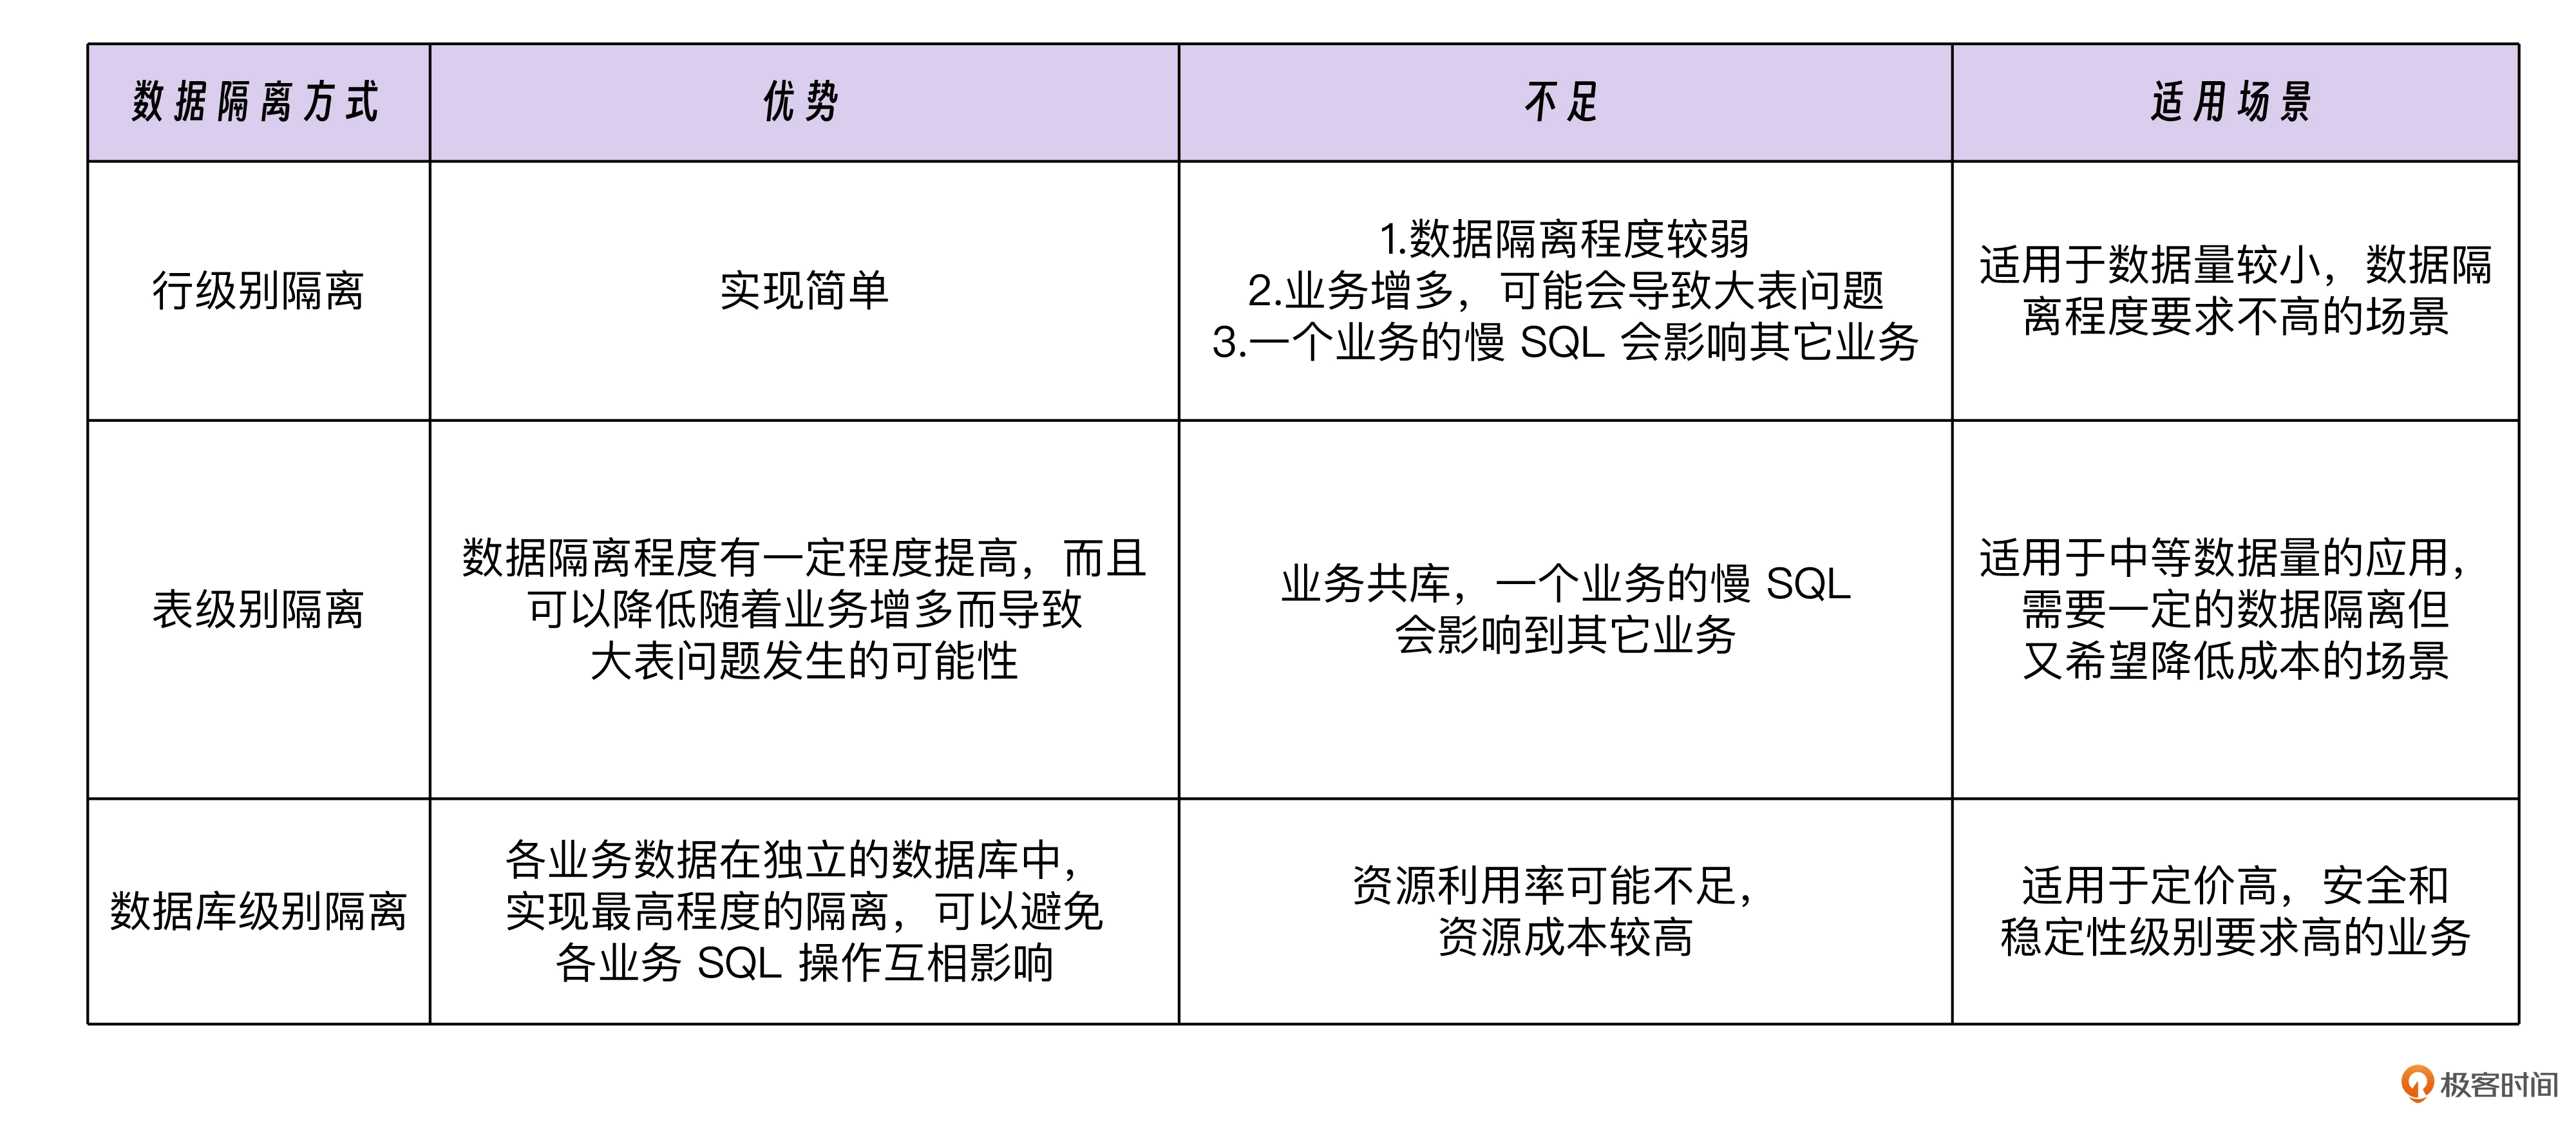 数据隔离方式
优势
不足
适用场景
行级别隔离
实现简单
1.数据隔离程度较弱
2.业务增多，可能会导致大表问题
3.一个业务的慢 SQL 会影响其它业务
适用于数据量较小，数据隔
离程度要求不高的场景
表级别隔离
数据隔离程度有一定程度提高，而且
可以降低随着业务增多而导致
大表问题发生的可能性
业务共库，一个业务的慢 SQL
会影响到其它业务
适用于中等数据量的应用，
需要一定的数据隔离但
又希望降低成本的场景
数据库级别隔离
各业务数据在独立的数据库中，
实现最高程度的隔离，可以避免
各业务 SQL 操作互相影响
资源利用率可能不足，
资源成本较高
适用于定价高，安全和
稳定性级别要求高的业务
极客时间